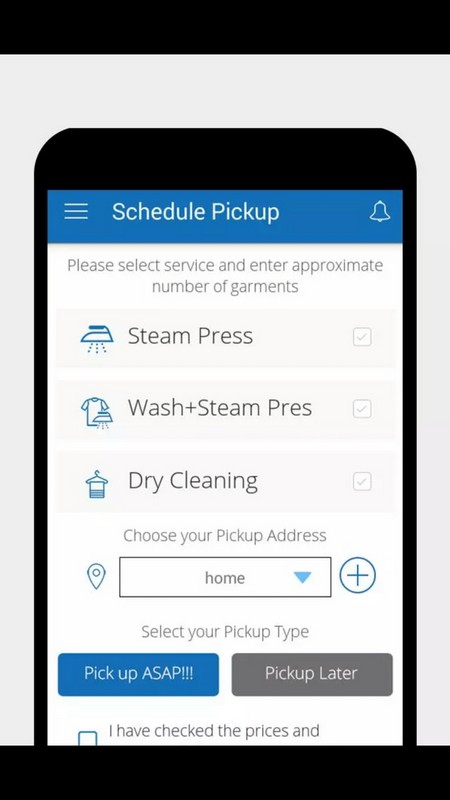 Schedule Pickup
Please select service and enter approximate
number of garments
Steam Press
Wash+Steam Pres
Dry Cleaning
Choose your Pickup Address
home
Select your Pickup Type
Pick up ASAP!!!
Pickup Later
I have checked the prices and